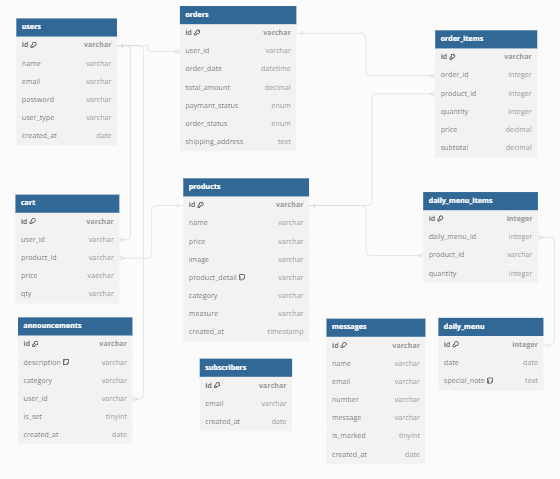 users
id varchar
name varchar
email varchar
password varchar
user_type varchar
created_at date
orders
id varchar
user_id varchar
order_date datetime
total_amount decimal
paymant_status enum
order_status enum
shipping_address text
order_items
id varchar
order_id integer
product_id integer
quantity integer
price decimal
subtotal decimal
cart
id varchar
user_id varchar
product_id varchar
price vaechar
qty varchar
products
id varchar
name varchar
price varchar
image varchar
product_detail varchar
category varchar
measure varchar
created_at timestamp
daily_menu_items
id integer
daily_menu_id integer
product_id varchar
quantity integer
announcements
id varchar
description varchar
category varchar
user_id varchar
is_set tinyint
created_at date
subscribers
id varchar
email varchar
created_at date
messages
id varchar
name varchar
email varchar
number varchar
message varchar
is_marked tinyint
created_at date
daily_menu
id integer
date date
special_note text